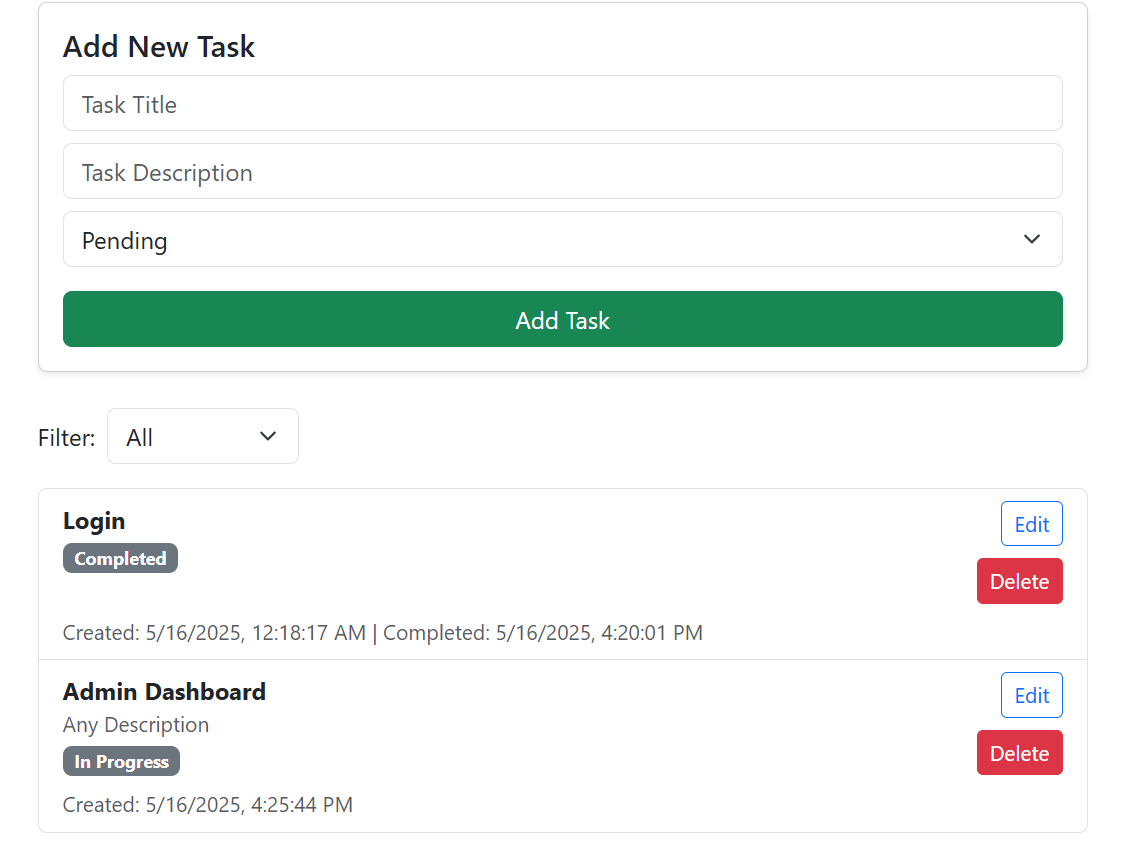 Add New Task
Task Title
Task Description
Pending
Add Task
Filter: All
Login
Edit
Completed
Delete
Created: 5/16/2025, 12:18:17 AM | Completed: 5/16/2025, 4:20:01 PM
Admin Dashboard
Edit
Any Description
In Progress
Delete
Created: 5/16/2025, 4:25:44 PM